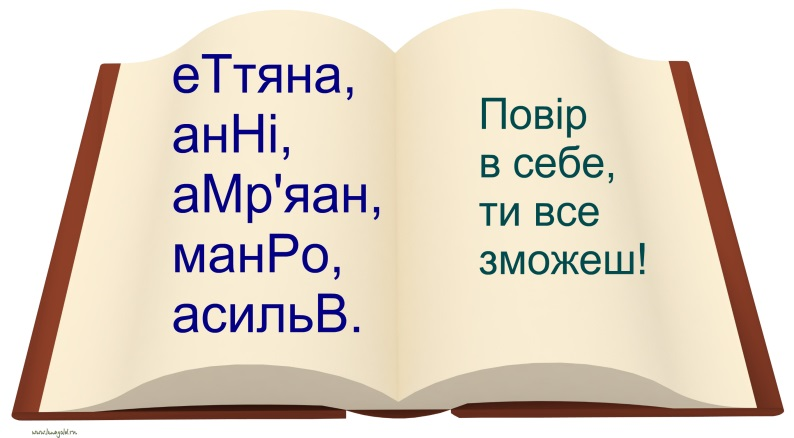 еТтяна,
анНі,
аМр'яан,
манРо,
асильВ.
Повір
в себе,
ти все
зможеш!